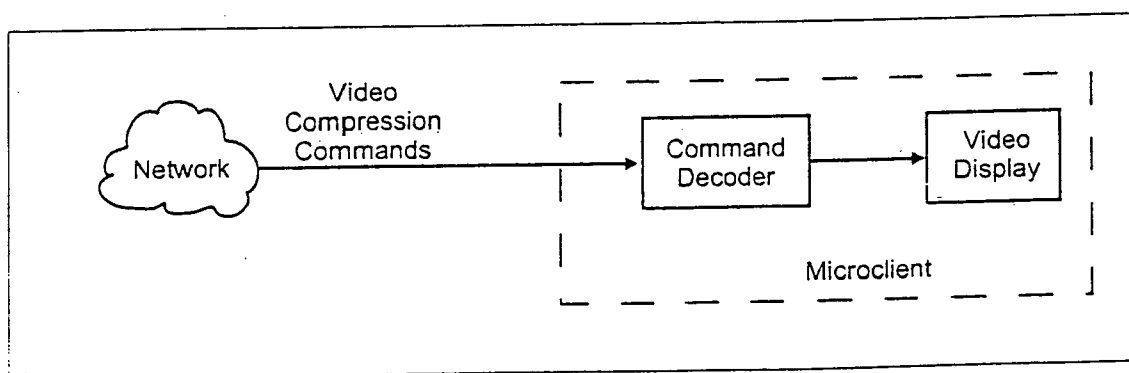 Video
Compression
Commands
Network
Command
Decoder
Video
Display
Microclient